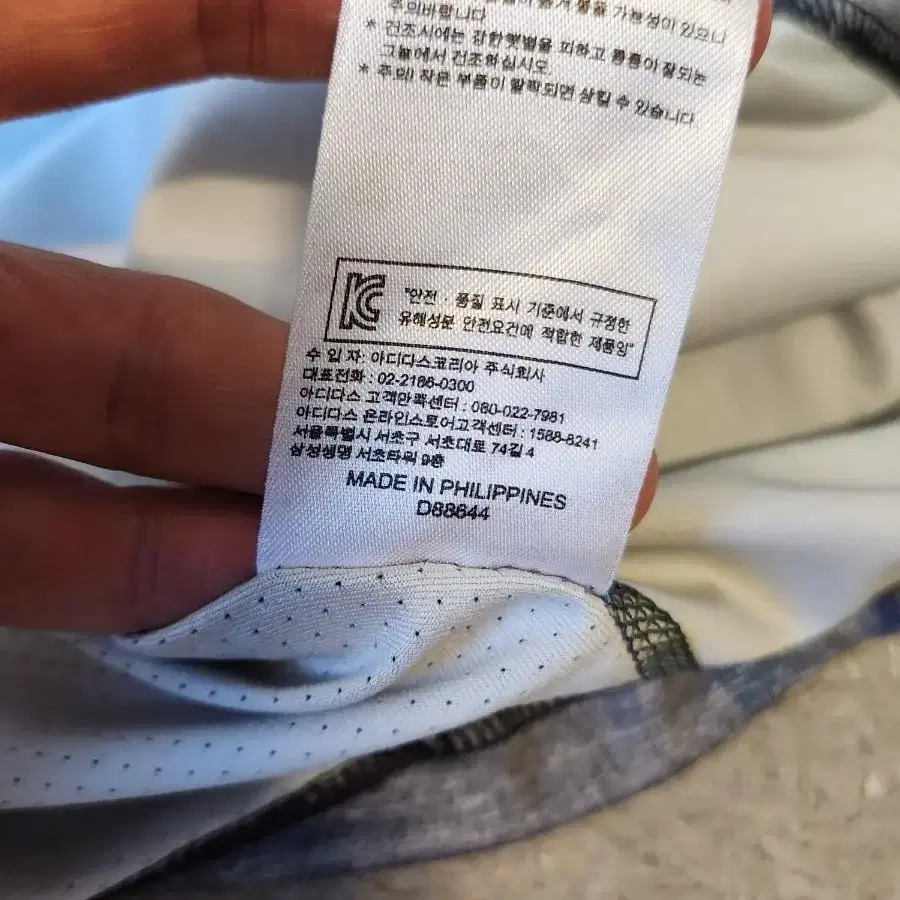 가능성이 있으니
주의바랍니다
* 건조시에는 강한햇볕을 피하고 통풍이 잘되는
그늘에서 건조하십시오.
* 주의! 작은 부품이 탈락되면 삼킬 수 있습니다.
"안전 · 품질 표시 기준에서 규정한
유해성분 안전요건에 적합한 제품임"
수 입 자: 아디다스코리아 주식회사
대표전화 : 02-2186-0300
아디다스 고객만족센터 : 080-022-7981
아디다스 온라인스토어고객센터 : 1588-8241
서울특별시 서초구 서초대로 74길 4
삼성생명 서초타워 9층
MADE IN PHILIPPINES
D88644